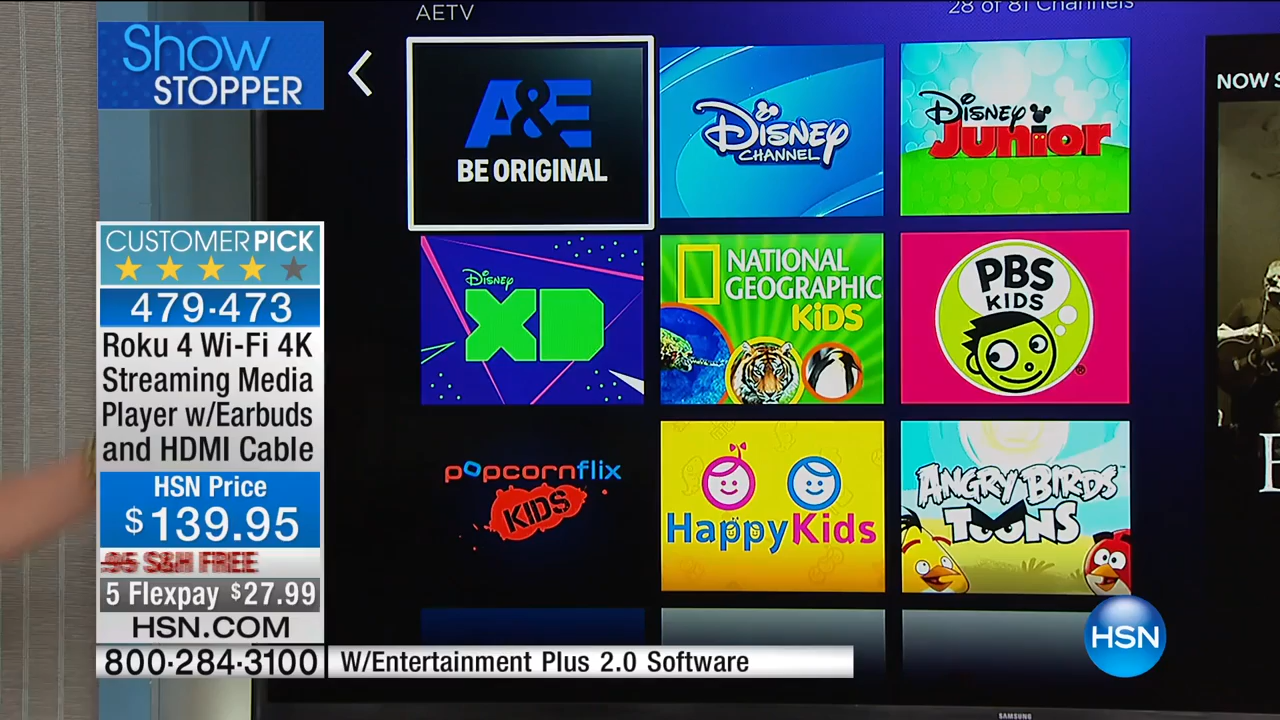 AETV
28 of 81 Channels
Show
STOPPER
NOW
A&E
BE ORIGINAL
DISNEY
CHANNEL
DISNEY
JUNIOR
CUSTOMER PICK
479·473
Roku 4 Wi-Fi 4K
Streaming Media
Player w/Earbuds
and HDMI Cable
HSN Price
$139.95
S&H FREE
5 Flexpay $27.99
HSN.COM
800·284·3100
W/Entertainment Plus 2.0 Software
DISNEY
XD
NATIONAL
GEOGRAPHIC
KiDS
PBS
KIDS
popcornflix
KIDS
HappyKids
ANGRY BIRDS
TOONS
HSN
SAMSUNG